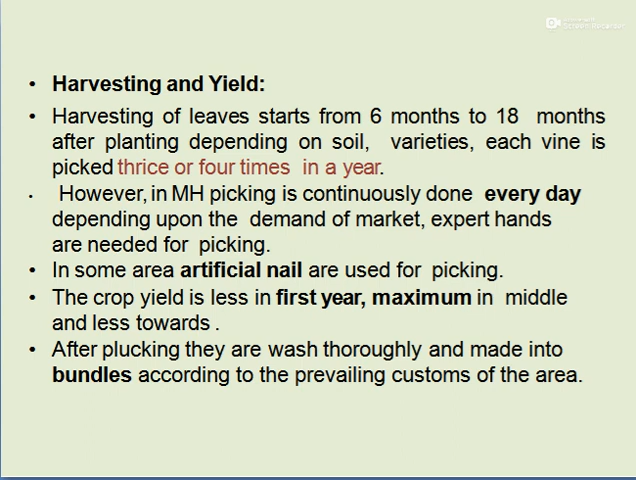 • Harvesting and Yield:
• Harvesting of leaves starts from 6 months to 18 months
after planting depending on soil, varieties, each vine is
picked thrice or four times in a year.
• However, in MH picking is continuously done every day
depending upon the demand of market, expert hands
are needed for picking.
• In some area artificial nail are used for picking.
• The crop yield is less in first year, maximum in middle
and less towards .
• After plucking they are wash thoroughly and made into
bundles according to the prevailing customs of the area.